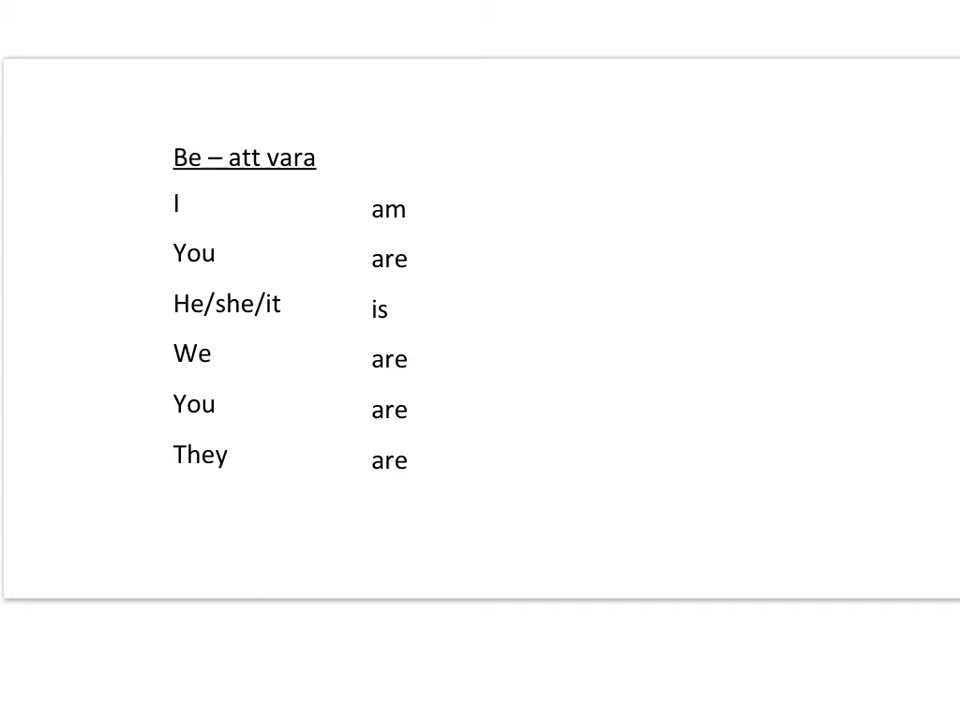 Be – att vara
I am
You are
He/she/it is
We are
You are
They are